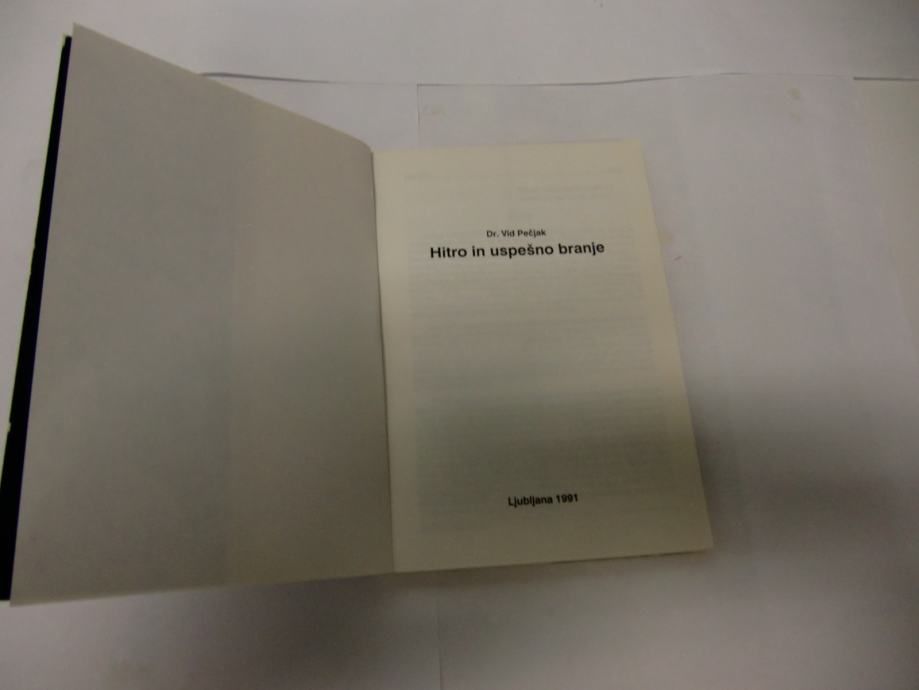 Dr. Vid Pečjak
Hitro in uspešno branje
Ljubljana 1991